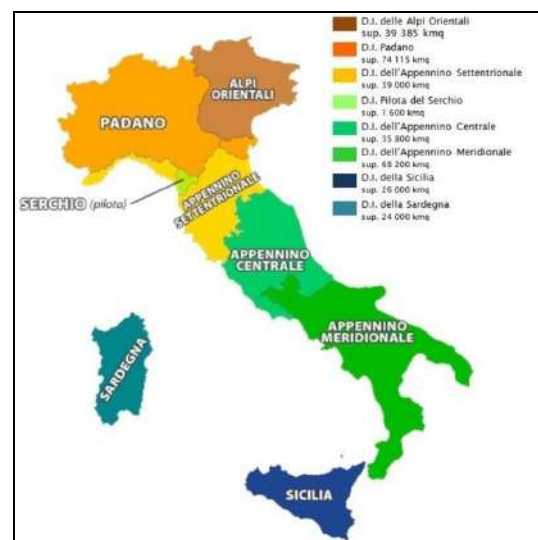 D.I. delle Alpi Orientali
sup. 39 385 kmq
D.I. Padano
sup. 74 115 kmq
D.I. dell'Appennino Settentrionale
sup. 39 000 kmq
D.I. Pilota del Serchio
sup. 1 600 kmq
D.I. dell'Appennino Centrale
sup. 35 800 kmq
D.I. dell'Appennino Meridionale
sup. 68 200 kmq
D.I. della Sicilia
sup. 26 000 kmq
D.I. della Sardegna
sup. 24 000 kmq
ALPI
ORIENTALI
PADANO
SERCHIO (pilota)
APPENNINO
SETTENTRIONALE
APPENNINO
CENTRALE
APPENNINO
MERIDIONALE
SARDEGNA
SICILIA